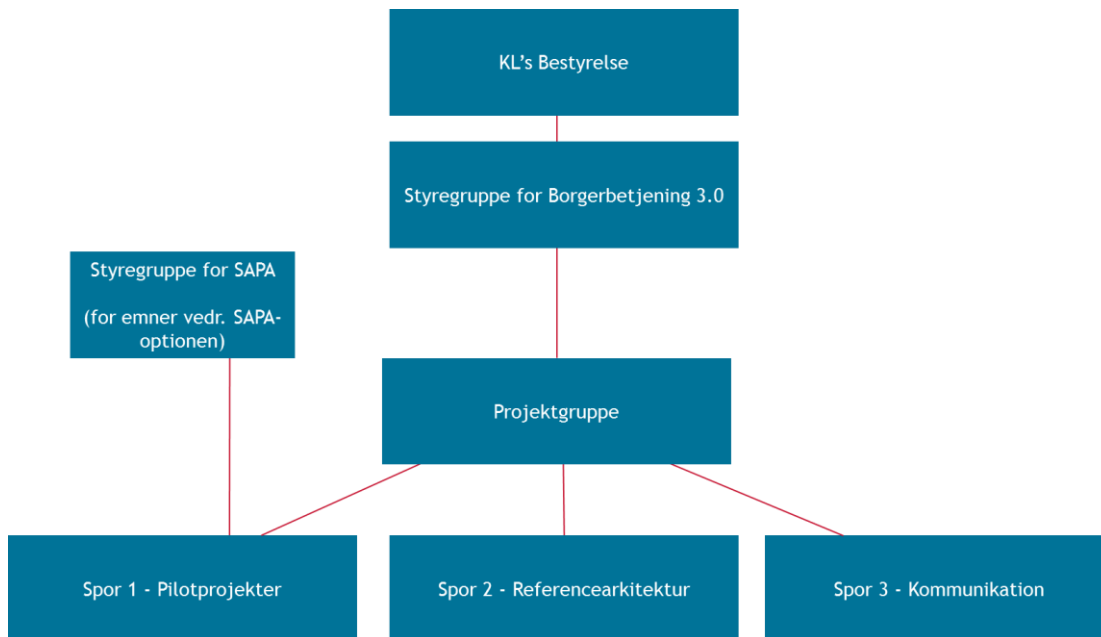 KL's Bestyrelse
Styregruppe for Borgerbetjening 3.0
Styregruppe for SAPA
(for emner vedr. SAPA-
optionen)
Projektgruppe
Spor 1 - Pilotprojekter
Spor 2 - Referencearkitektur
Spor 3 - Kommunikation